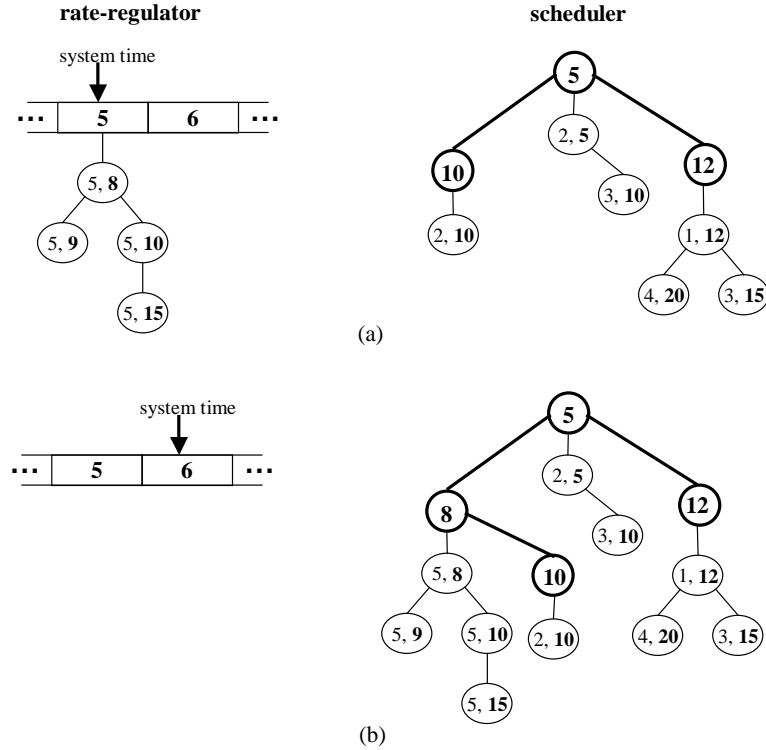 rate-regulator
scheduler
system time
... 5 6 ...
5, 8
5, 9 5, 10
5, 15
5
2, 5
10 12
3, 10
2, 10 1, 12
4, 20 3, 15
(a)
system time
... 5 6 ...
5
2, 5
8 12
3, 10
5, 8 10 1, 12
5, 9 5, 10 2, 10 4, 20 3, 15
5, 15
(b)